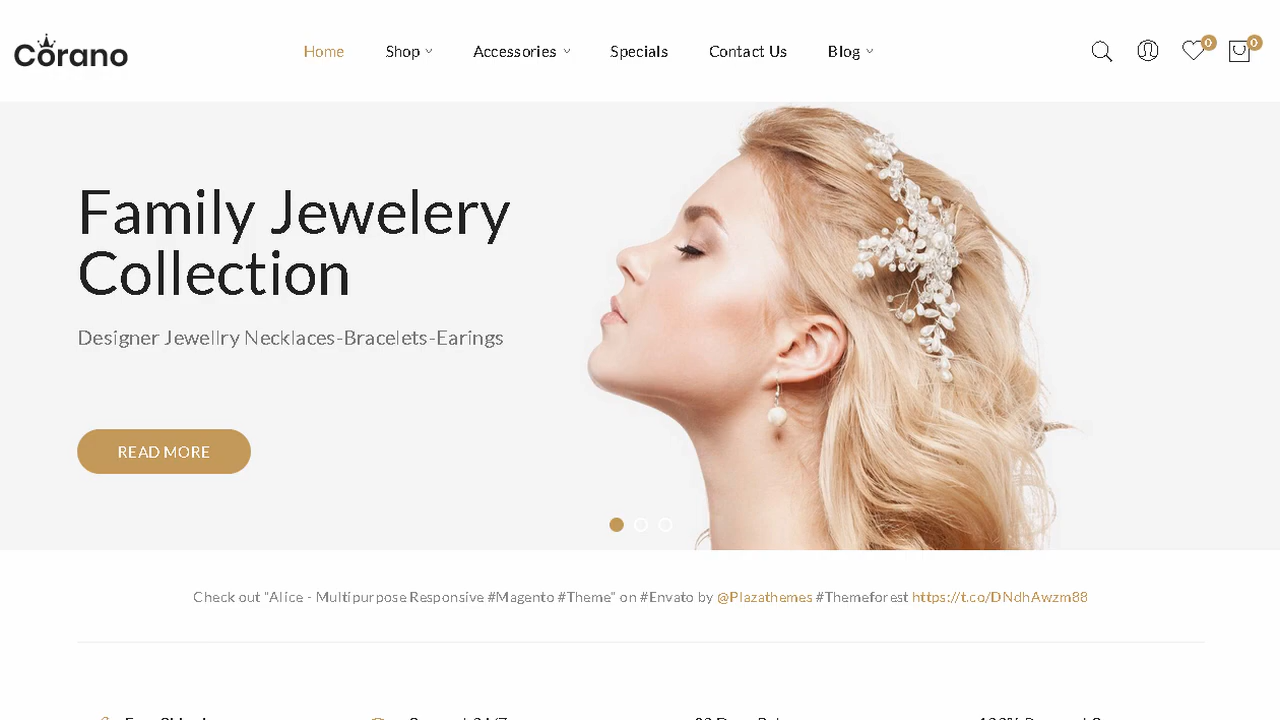 Corano
Home Shop Accessories Specials Contact Us Blog
0 0
Family Jewelery
Collection
Designer Jewellry Necklaces-Bracelets-Earings
READ MORE
Check out "Alice - Multipurpose Responsive #Magento #Theme" on #Envato by @Plazathemes #Themeforest https://t.co/DNdhAwzm88